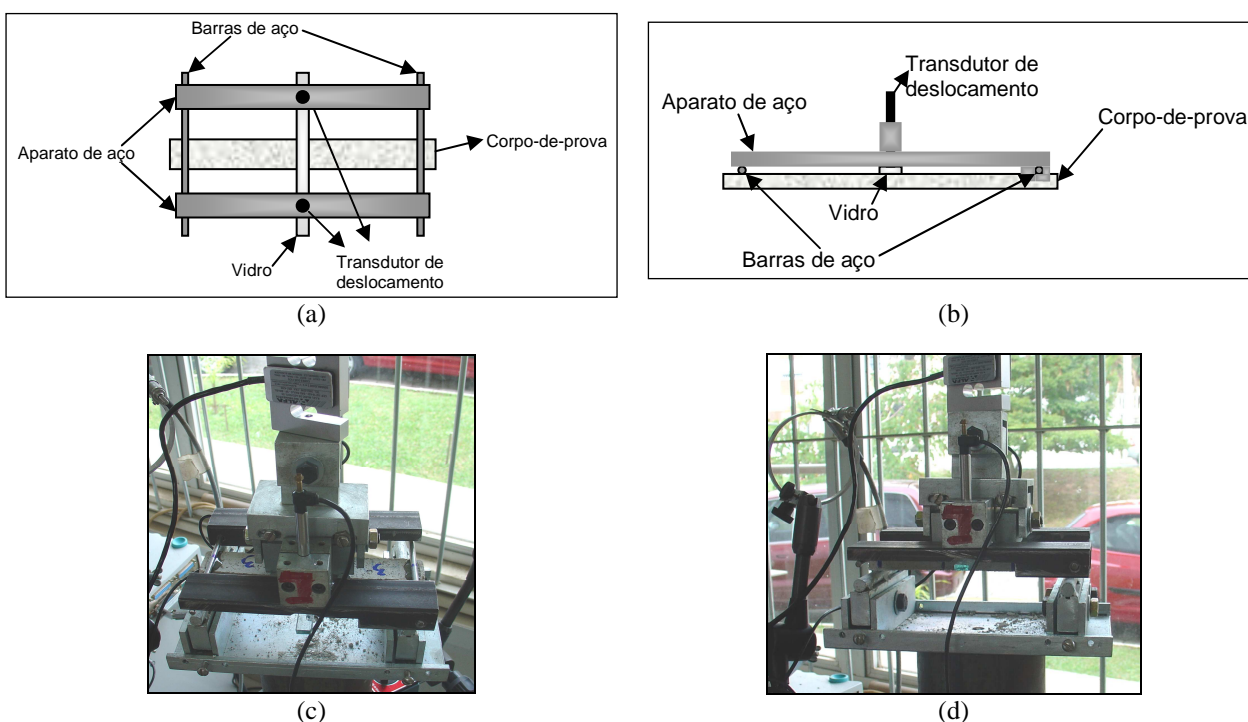 Barras de aço
Aparato de aço
Corpo-de-prova
Vidro
Transdutor de
deslocamento
(a)
Transdutor de
deslocamento
Aparato de aço
Corpo-de-prova
Vidro
Barras de aço
(b)
(c)
(d)